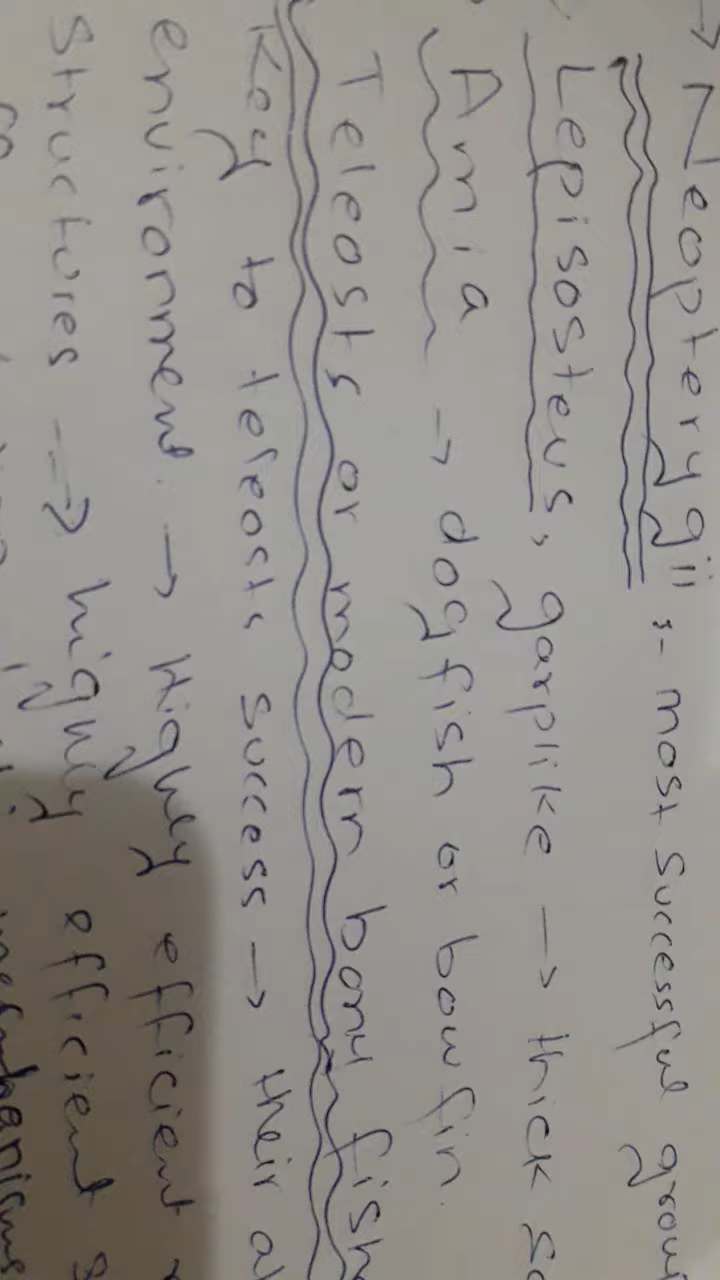 → Neopterygii :- most successful
Lepisosteus, garplike → thick
Amia → dogfish or bowfin.
Teleosts or modern bony fish
Key to teleosts success → their
environment. → Highly efficient
structures --> highly efficient
mechanisms